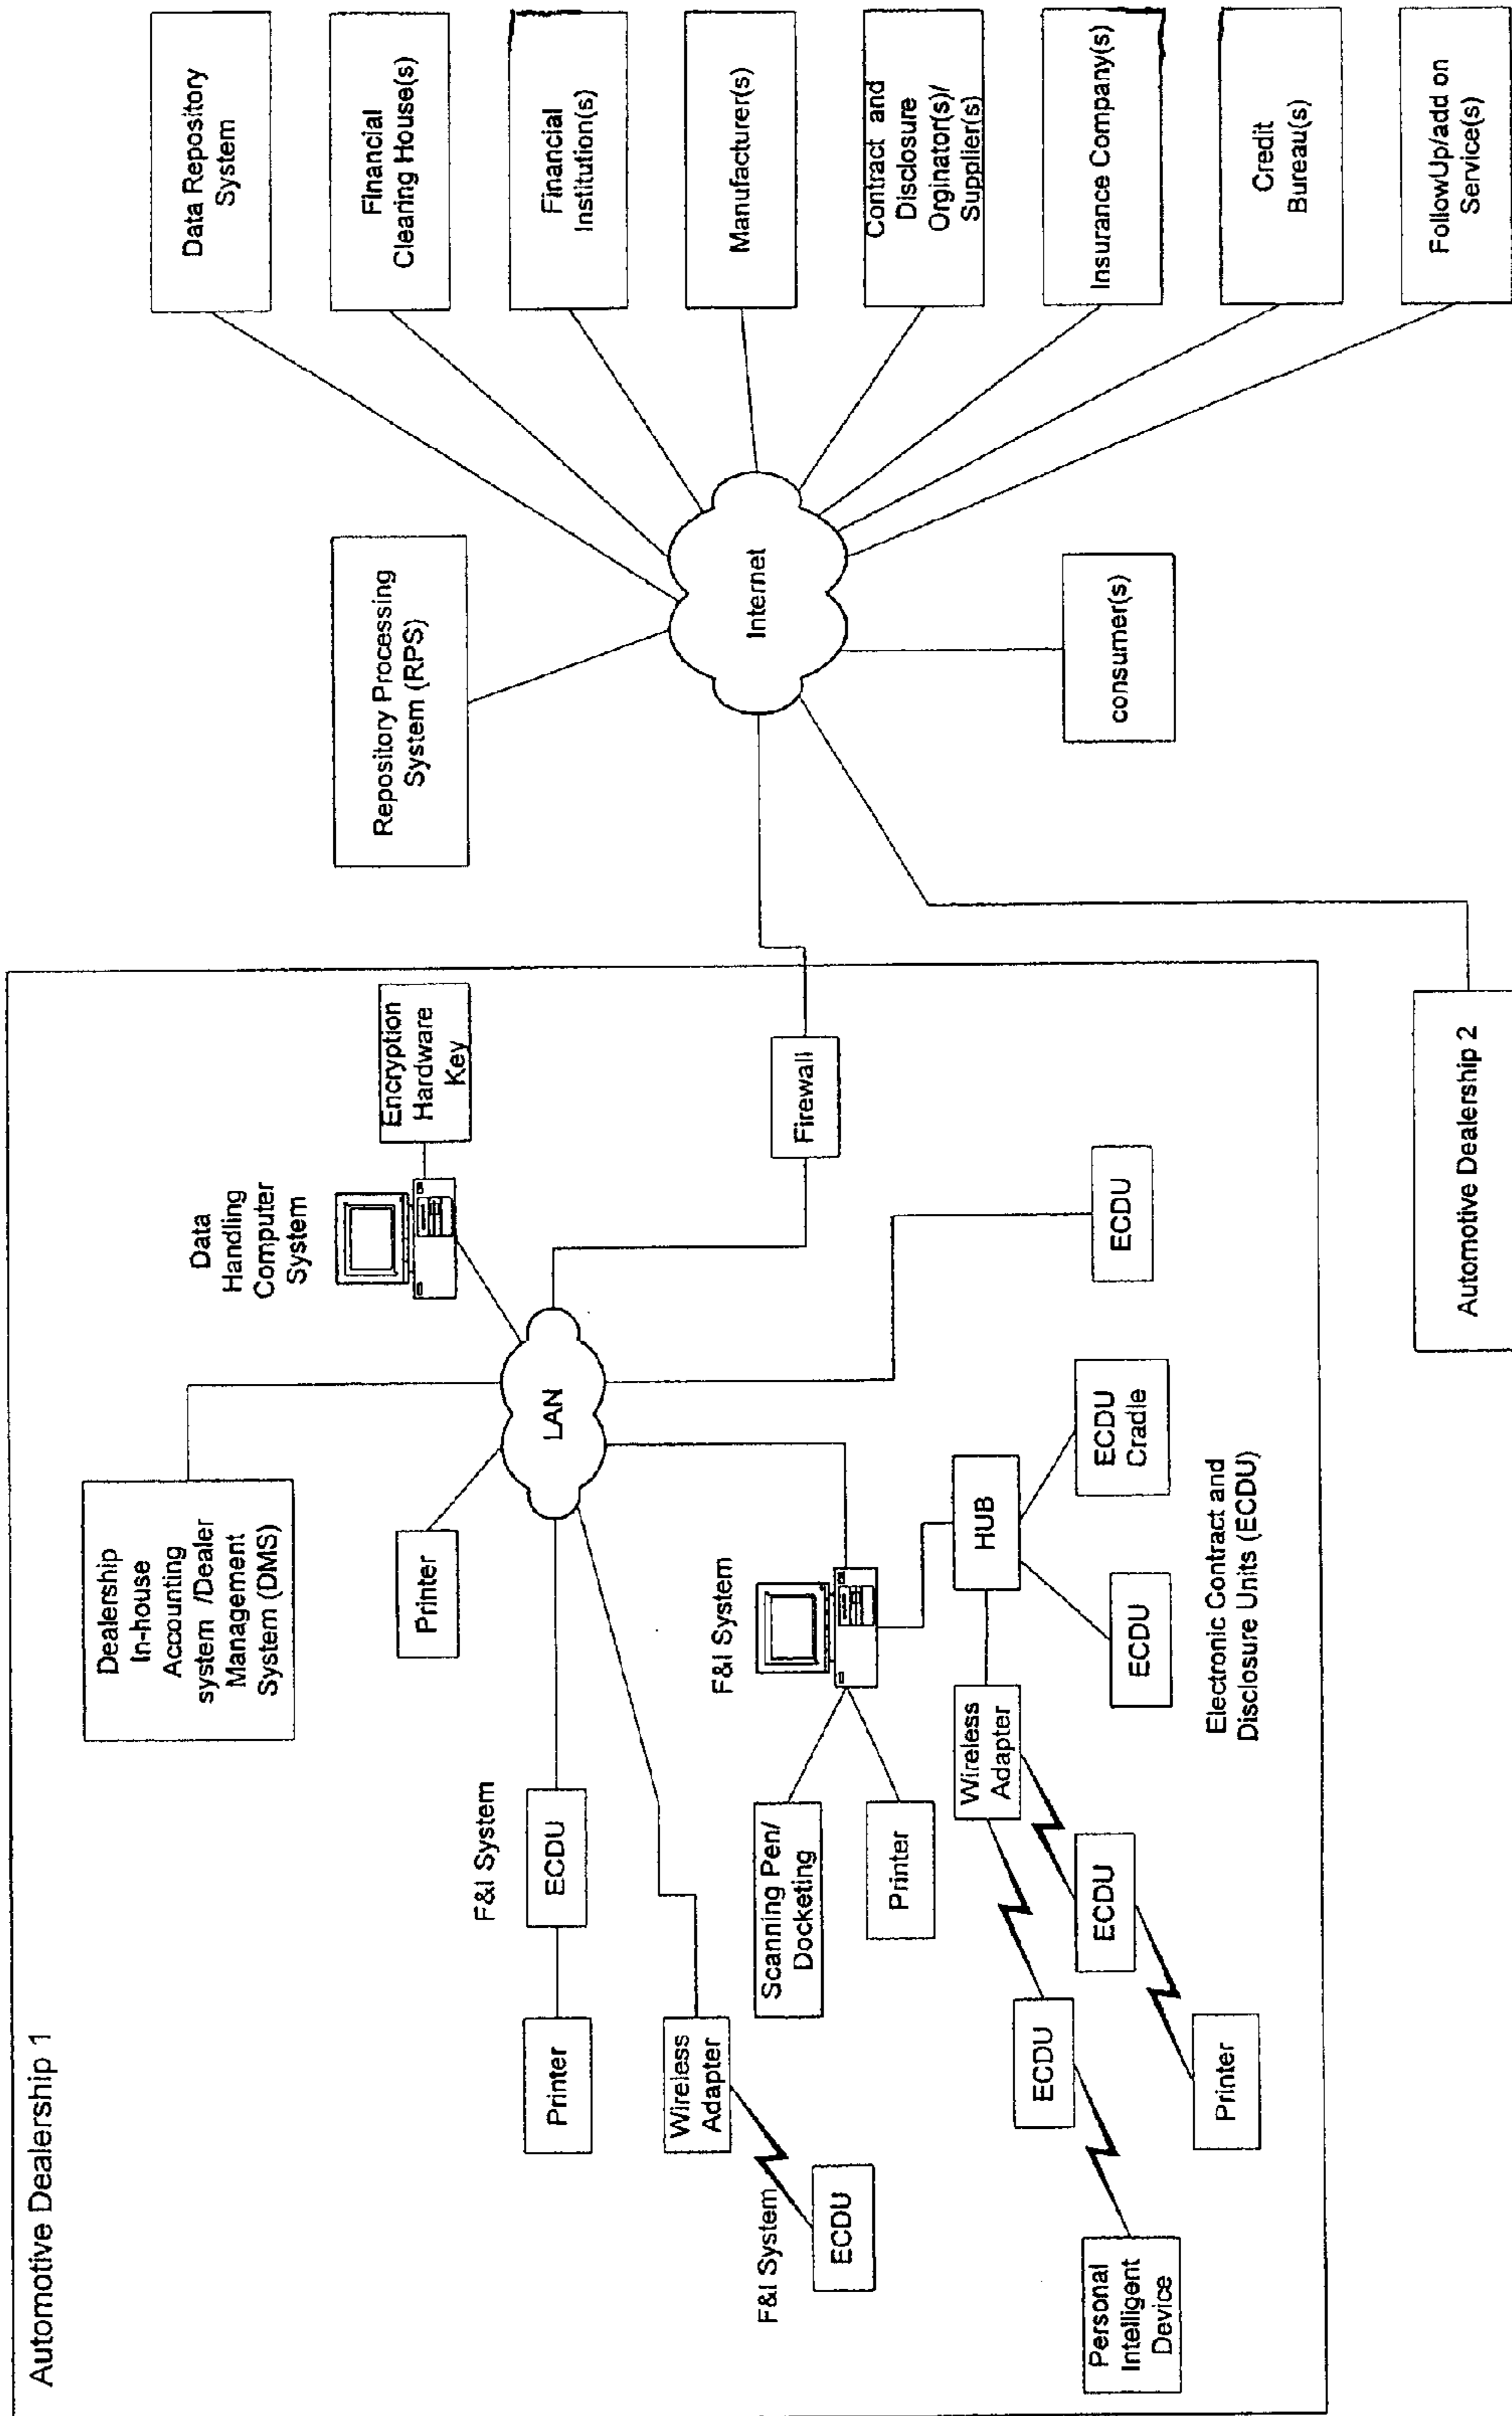 Automotive Dealership 1
Dealership
In-house
Accounting
system /Dealer
Management
System (DMS)
Data
Handling
Computer
System
Encryption
Hardware
Key
Printer
LAN
F&I System
Printer
ECDU
Wireless
Adapter
F&I System
ECDU
F&I System
Scanning Pen/
Docketing
Printer
Firewall
HUB
Wireless
Adapter
ECDU
ECDU
Cradle
ECDU
ECDU
ECDU
Personal
Intelligent
Device
Printer
Electronic Contract and
Disclosure Units (ECDU)
Automotive Dealership 2
Repository Processing
System (RPS)
Internet
consumer(s)
Data Repository
System
Financial
Clearing House(s)
Financial
Institution(s)
Manufacturer(s)
Contract and
Disclosure
Orginator(s)/
Supplier(s)
Insurance Company(s)
Credit
Bureau(s)
FollowUp/add on
Service(s)